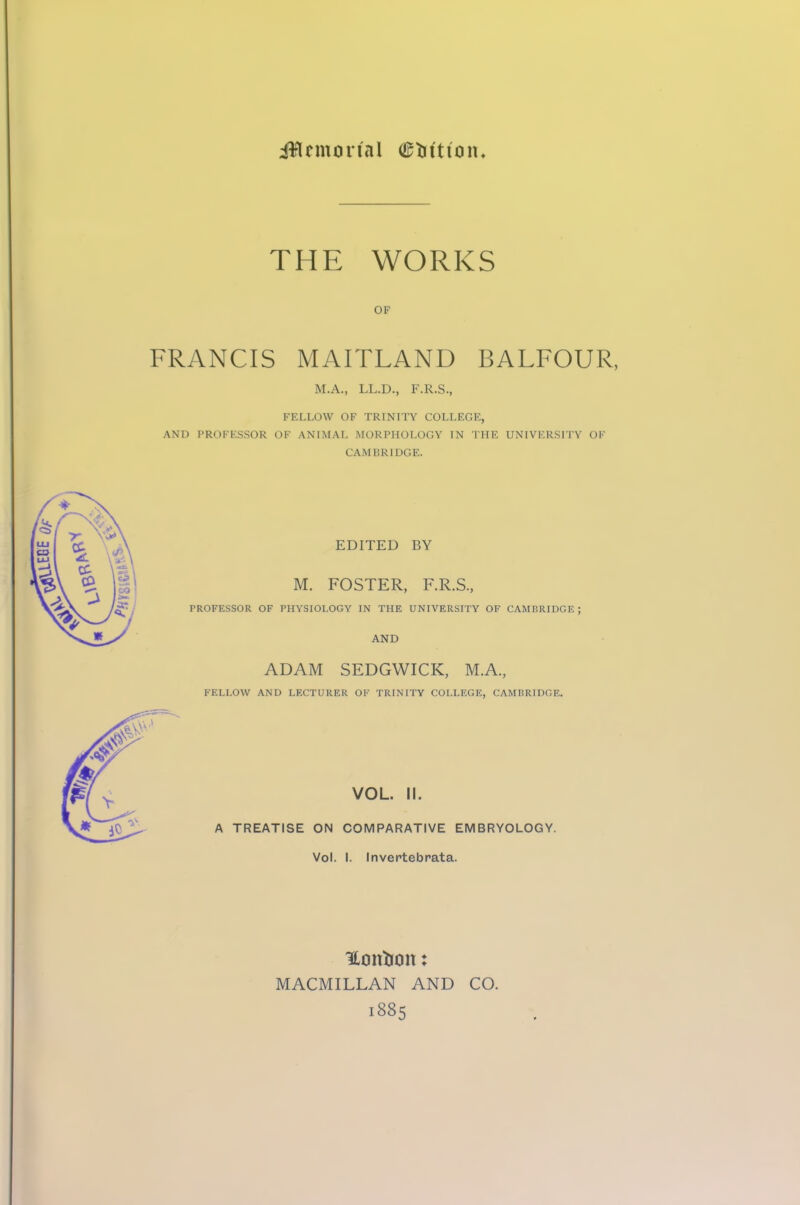 Memorial Edition.
THE WORKS
OF
FRANCIS MAITLAND BALFOUR,
M.A., LL.D., F.R.S.,
FELLOW OF TRINITY COLLEGE,
AND PROFESSOR OF ANIMAL MORPHOLOGY IN THE UNIVERSITY OF
CAMBRIDGE.
EDITED BY
M. FOSTER, F.R.S.,
PROFESSOR OF PHYSIOLOGY IN THE UNIVERSITY OF CAMBRIDGE;
AND
ADAM SEDGWICK, M.A.,
FELLOW AND LECTURER OF TRINITY COLLEGE, CAMBRIDGE.
VOL. II.
A TREATISE ON COMPARATIVE EMBRYOLOGY.
Vol. I. Invertebrata.
London:
MACMILLAN AND CO.
1885
LIBRARY